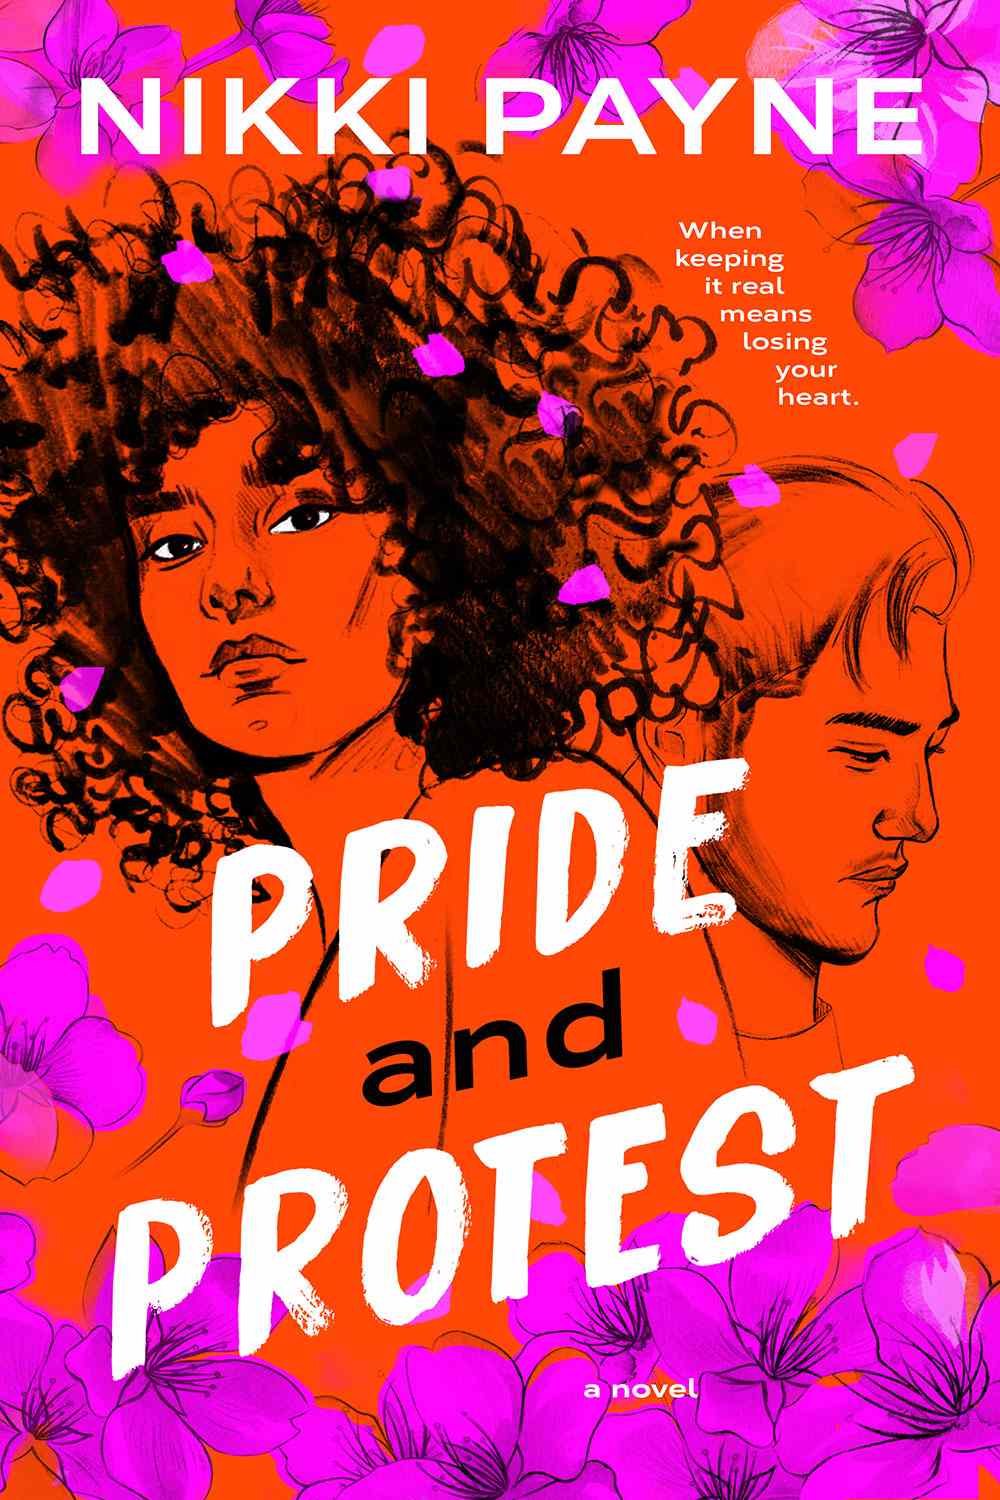 NIKKI PAYNE
When
keeping
it real
means
losing
your
heart.
PRIDE
and
PROTEST
a novel